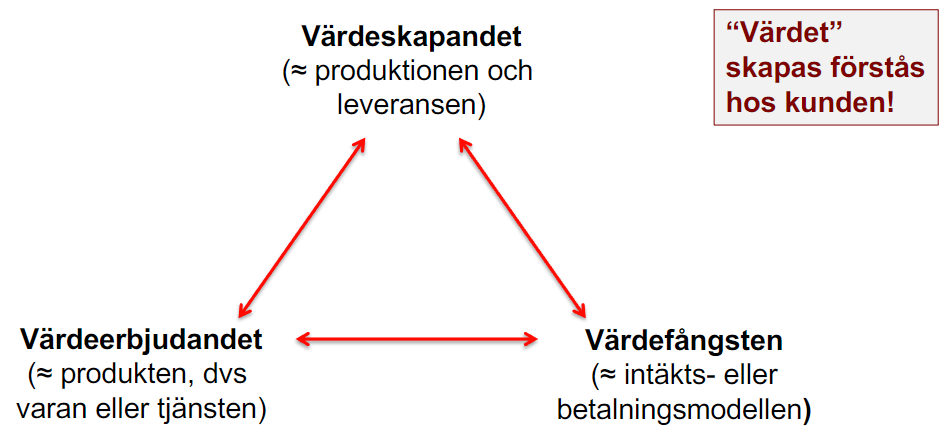 Värdeskapandet
(≈ produktionen och
leveransen)
“Värdet”
skapas förstås
hos kunden!
Värdeerbjudandet
(≈ produkten, dvs
varan eller tjänsten)
Värdefångsten
(≈ intäkts- eller
betalningsmodellen)